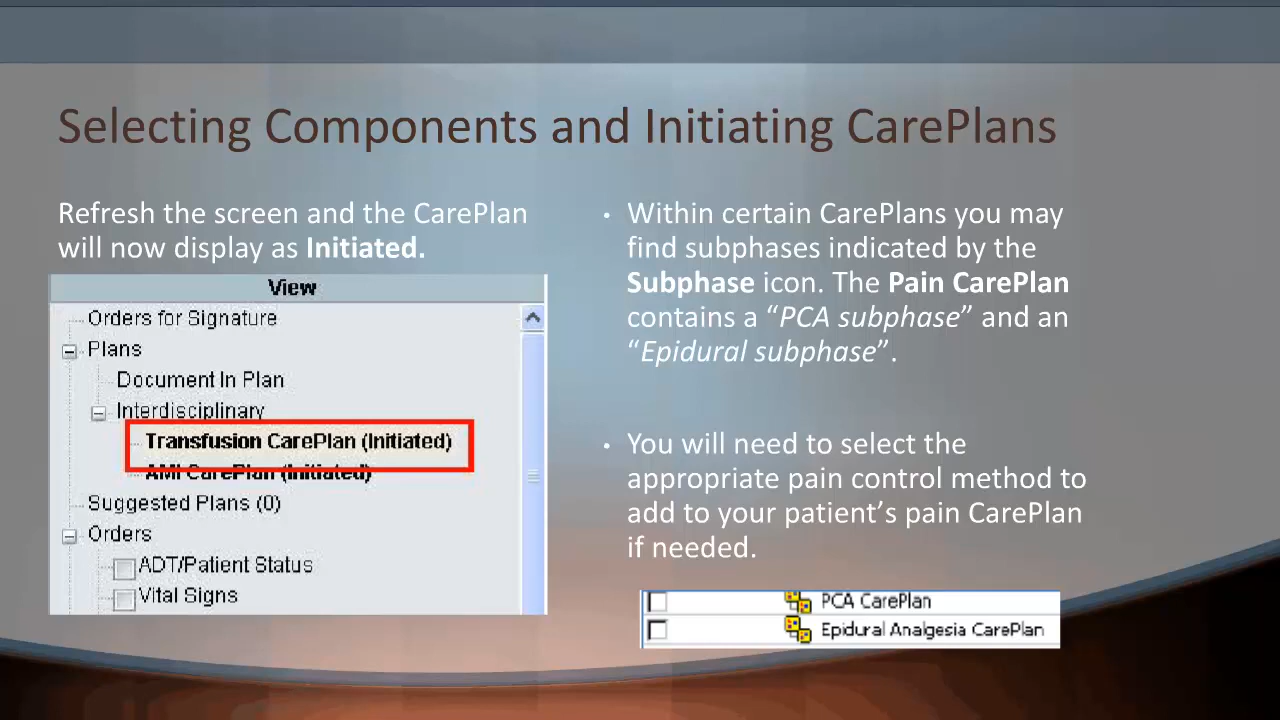 Selecting Components and Initiating CarePlans
Refresh the screen and the CarePlan
will now display as Initiated.
View
Orders for Signature
Plans
Document In Plan
Interdisciplinary
Transfusion CarePlan (Initiated)
AMI CarePlan (Initiated)
Suggested Plans (0)
Orders
ADT/Patient Status
Vital Signs
• Within certain CarePlans you may
find subphases indicated by the
Subphase icon. The Pain CarePlan
contains a “PCA subphase” and an
“Epidural subphase”.
• You will need to select the
appropriate pain control method to
add to your patient’s pain CarePlan
if needed.
PCA CarePlan
Epidural Analgesia CarePlan